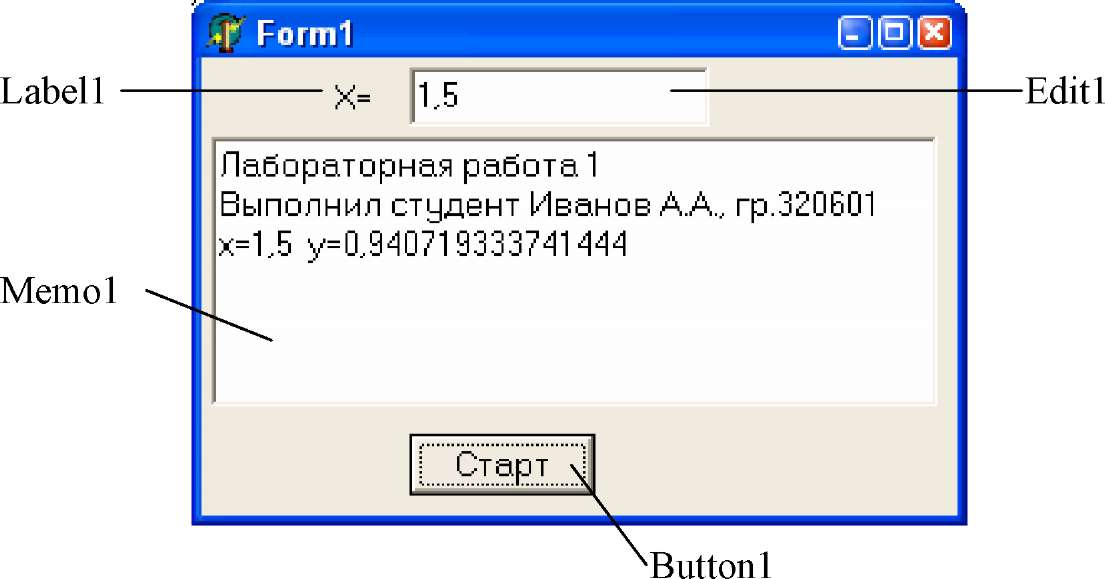 Form1
Label1
X=
1,5
Edit1
Лабораторная работа 1
Выполнил студент Иванов А.А., гр.320601
x=1,5 y=0,940719333741444
Memo1
Старт
Button1